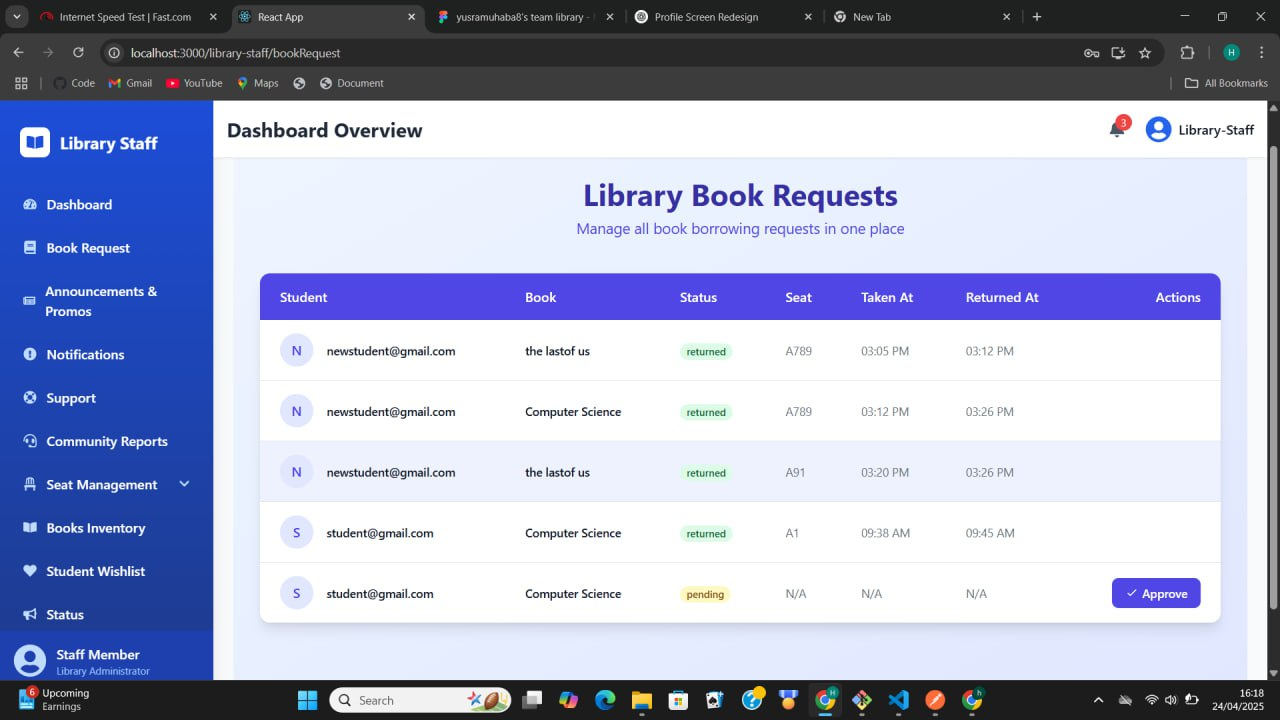 Internet Speed Test | Fast.com
React App
yusramuhaba8's team library -
Profile Screen Redesign
New Tab
localhost:3000/library-staff/bookRequest
H
Code
Gmail
YouTube
Maps
Document
All Bookmarks
Library Staff
Dashboard
Book Request
Announcements &
Promos
Notifications
Support
Community Reports
Seat Management
Books Inventory
Student Wishlist
Status
Staff Member
Library Administrator
Dashboard Overview
3
Library-Staff
Library Book Requests
Manage all book borrowing requests in one place
Student Book Status Seat Taken At Returned At Actions
N newstudent@gmail.com the lastof us returned A789 03:05 PM 03:12 PM
N newstudent@gmail.com Computer Science returned A789 03:12 PM 03:26 PM
N newstudent@gmail.com the lastof us returned A91 03:20 PM 03:26 PM
S student@gmail.com Computer Science returned A1 09:38 AM 09:45 AM
S student@gmail.com Computer Science pending N/A N/A N/A Approve
6
Upcoming
Earnings
Search
16:18
24/04/2025